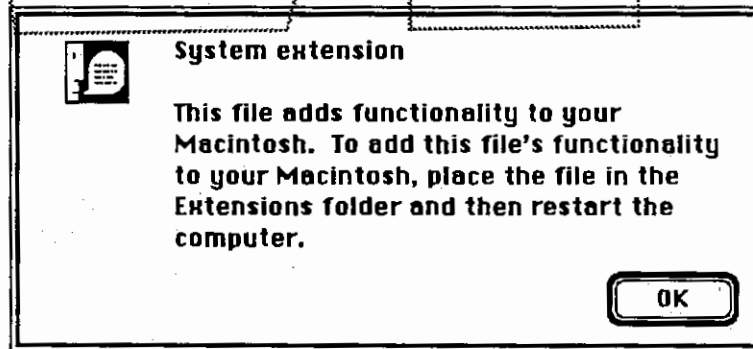 System extension
This file adds functionality to your
Macintosh. To add this file's functionality
to your Macintosh, place the file in the
Extensions folder and then restart the
computer.
OK